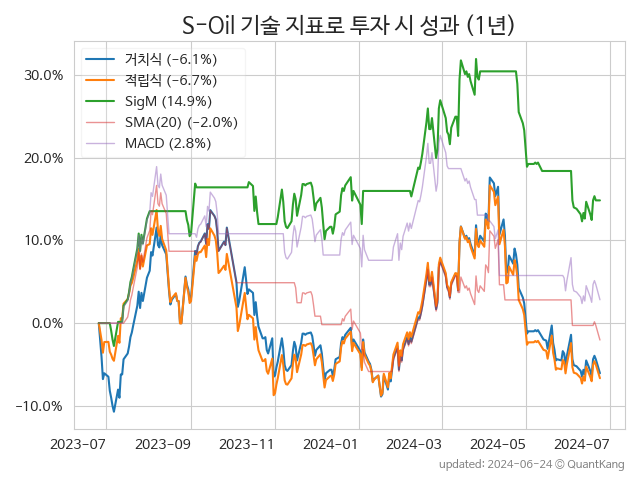 S-Oil 기술 지표로 투자 시 성과 (1년)
거치식 (−6.1%)
적립식 (−6.7%)
SigM (14.9%)
SMA(20) (−2.0%)
MACD (2.8%)
30.0%
20.0%
10.0%
0.0%
−10.0%
2023-07 2023-09 2023-11 2024-01 2024-03 2024-05 2024-07
updated: 2024-06-24 © QuantKang